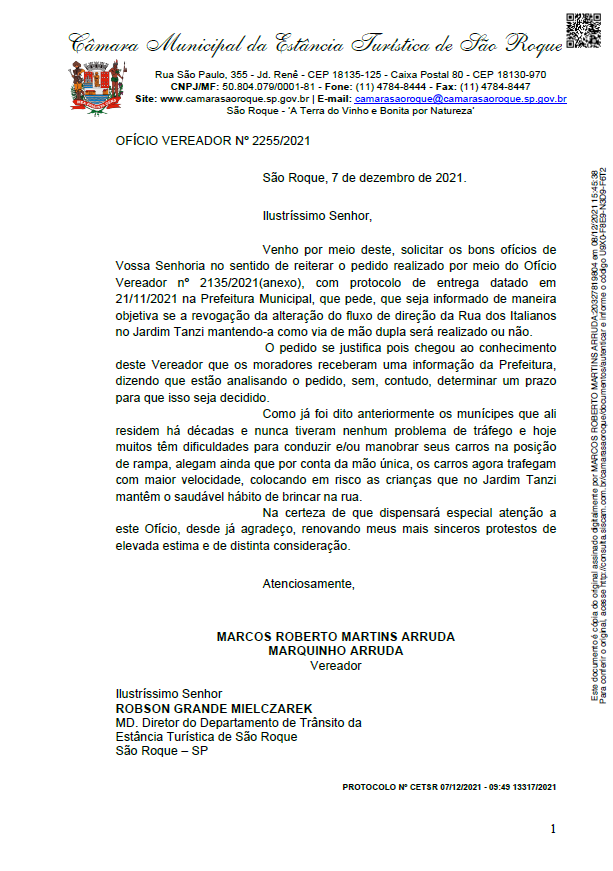 Câmara Municipal da Estância Turística de São Roque
Rua São Paulo, 355 - Jd. Renê - CEP 18135-125 - Caixa Postal 80 - CEP 18130-970
CNPJ/MF: 50.804.079/0001-81 - Fone: (11) 4784-8444 - Fax: (11) 4784-8447
Site: www.camarasaoroque.sp.gov.br | E-mail: camarasaoroque@camarasaoroque.sp.gov.br
São Roque - 'A Terra do Vinho e Bonita por Natureza'
OFÍCIO VEREADOR Nº 2255/2021
São Roque, 7 de dezembro de 2021.
Ilustríssimo Senhor,
Venho por meio deste, solicitar os bons ofícios de
Vossa Senhoria no sentido de reiterar o pedido realizado por meio do Ofício
Vereador nº 2135/2021(anexo), com protocolo de entrega datado em
21/11/2021 na Prefeitura Municipal, que pede, que seja informado de maneira
objetiva se a revogação da alteração do fluxo de direção da Rua dos Italianos
no Jardim Tanzi mantendo-a como via de mão dupla será realizado ou não.
O pedido se justifica pois chegou ao conhecimento
deste Vereador que os moradores receberam uma informação da Prefeitura,
dizendo que estão analisando o pedido, sem, contudo, determinar um prazo
para que isso seja decidido.
Como já foi dito anteriormente os munícipes que ali
residem há décadas e nunca tiveram nenhum problema de tráfego e hoje
muitos têm dificuldades para conduzir e/ou manobrar seus carros na posição
de rampa, alegam ainda que por conta da mão única, os carros agora trafegam
com maior velocidade, colocando em risco as crianças que no Jardim Tanzi
mantêm o saudável hábito de brincar na rua.
Na certeza de que dispensará especial atenção a
este Ofício, desde já agradeço, renovando meus mais sinceros protestos de
elevada estima e de distinta consideração.
Atenciosamente,
MARCOS ROBERTO MARTINS ARRUDA
MARQUINHO ARRUDA
Vereador
Ilustríssimo Senhor
ROBSON GRANDE MIELCZAREK
MD. Diretor do Departamento de Trânsito da
Estância Turística de São Roque
São Roque – SP
PROTOCOLO Nº CETSR 07/12/2021 - 09:49 13317/2021
1
Este documento é cópia do original assinado digitalmente por MARCOS ROBERTO MARTINS ARRUDA:20327819804 em 08/12/2021 15:45:38
Para conferir o original, acesse http://consulta.siscam.com.br/camarasaoroque/documentos/autenticar e informe o código U9X0-F8E9-N3D9-F6T2